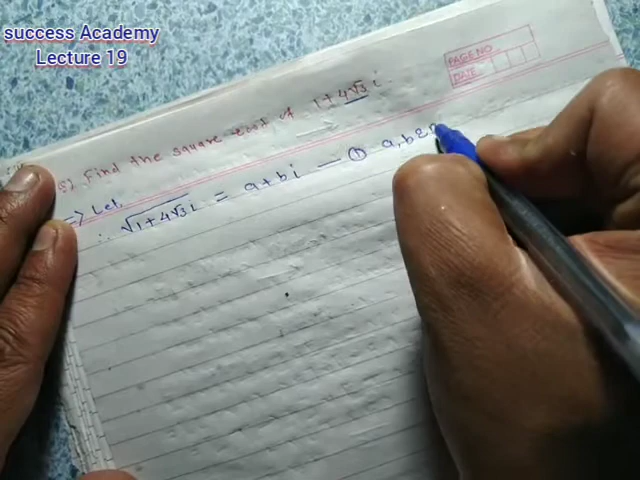 success Academy
Lecture 19
PAGE NO
DATE
5) Find the square root of 1+4√3 i.
=> Let,
∴ √1+4√3 i = a+bi — ① a,b∈